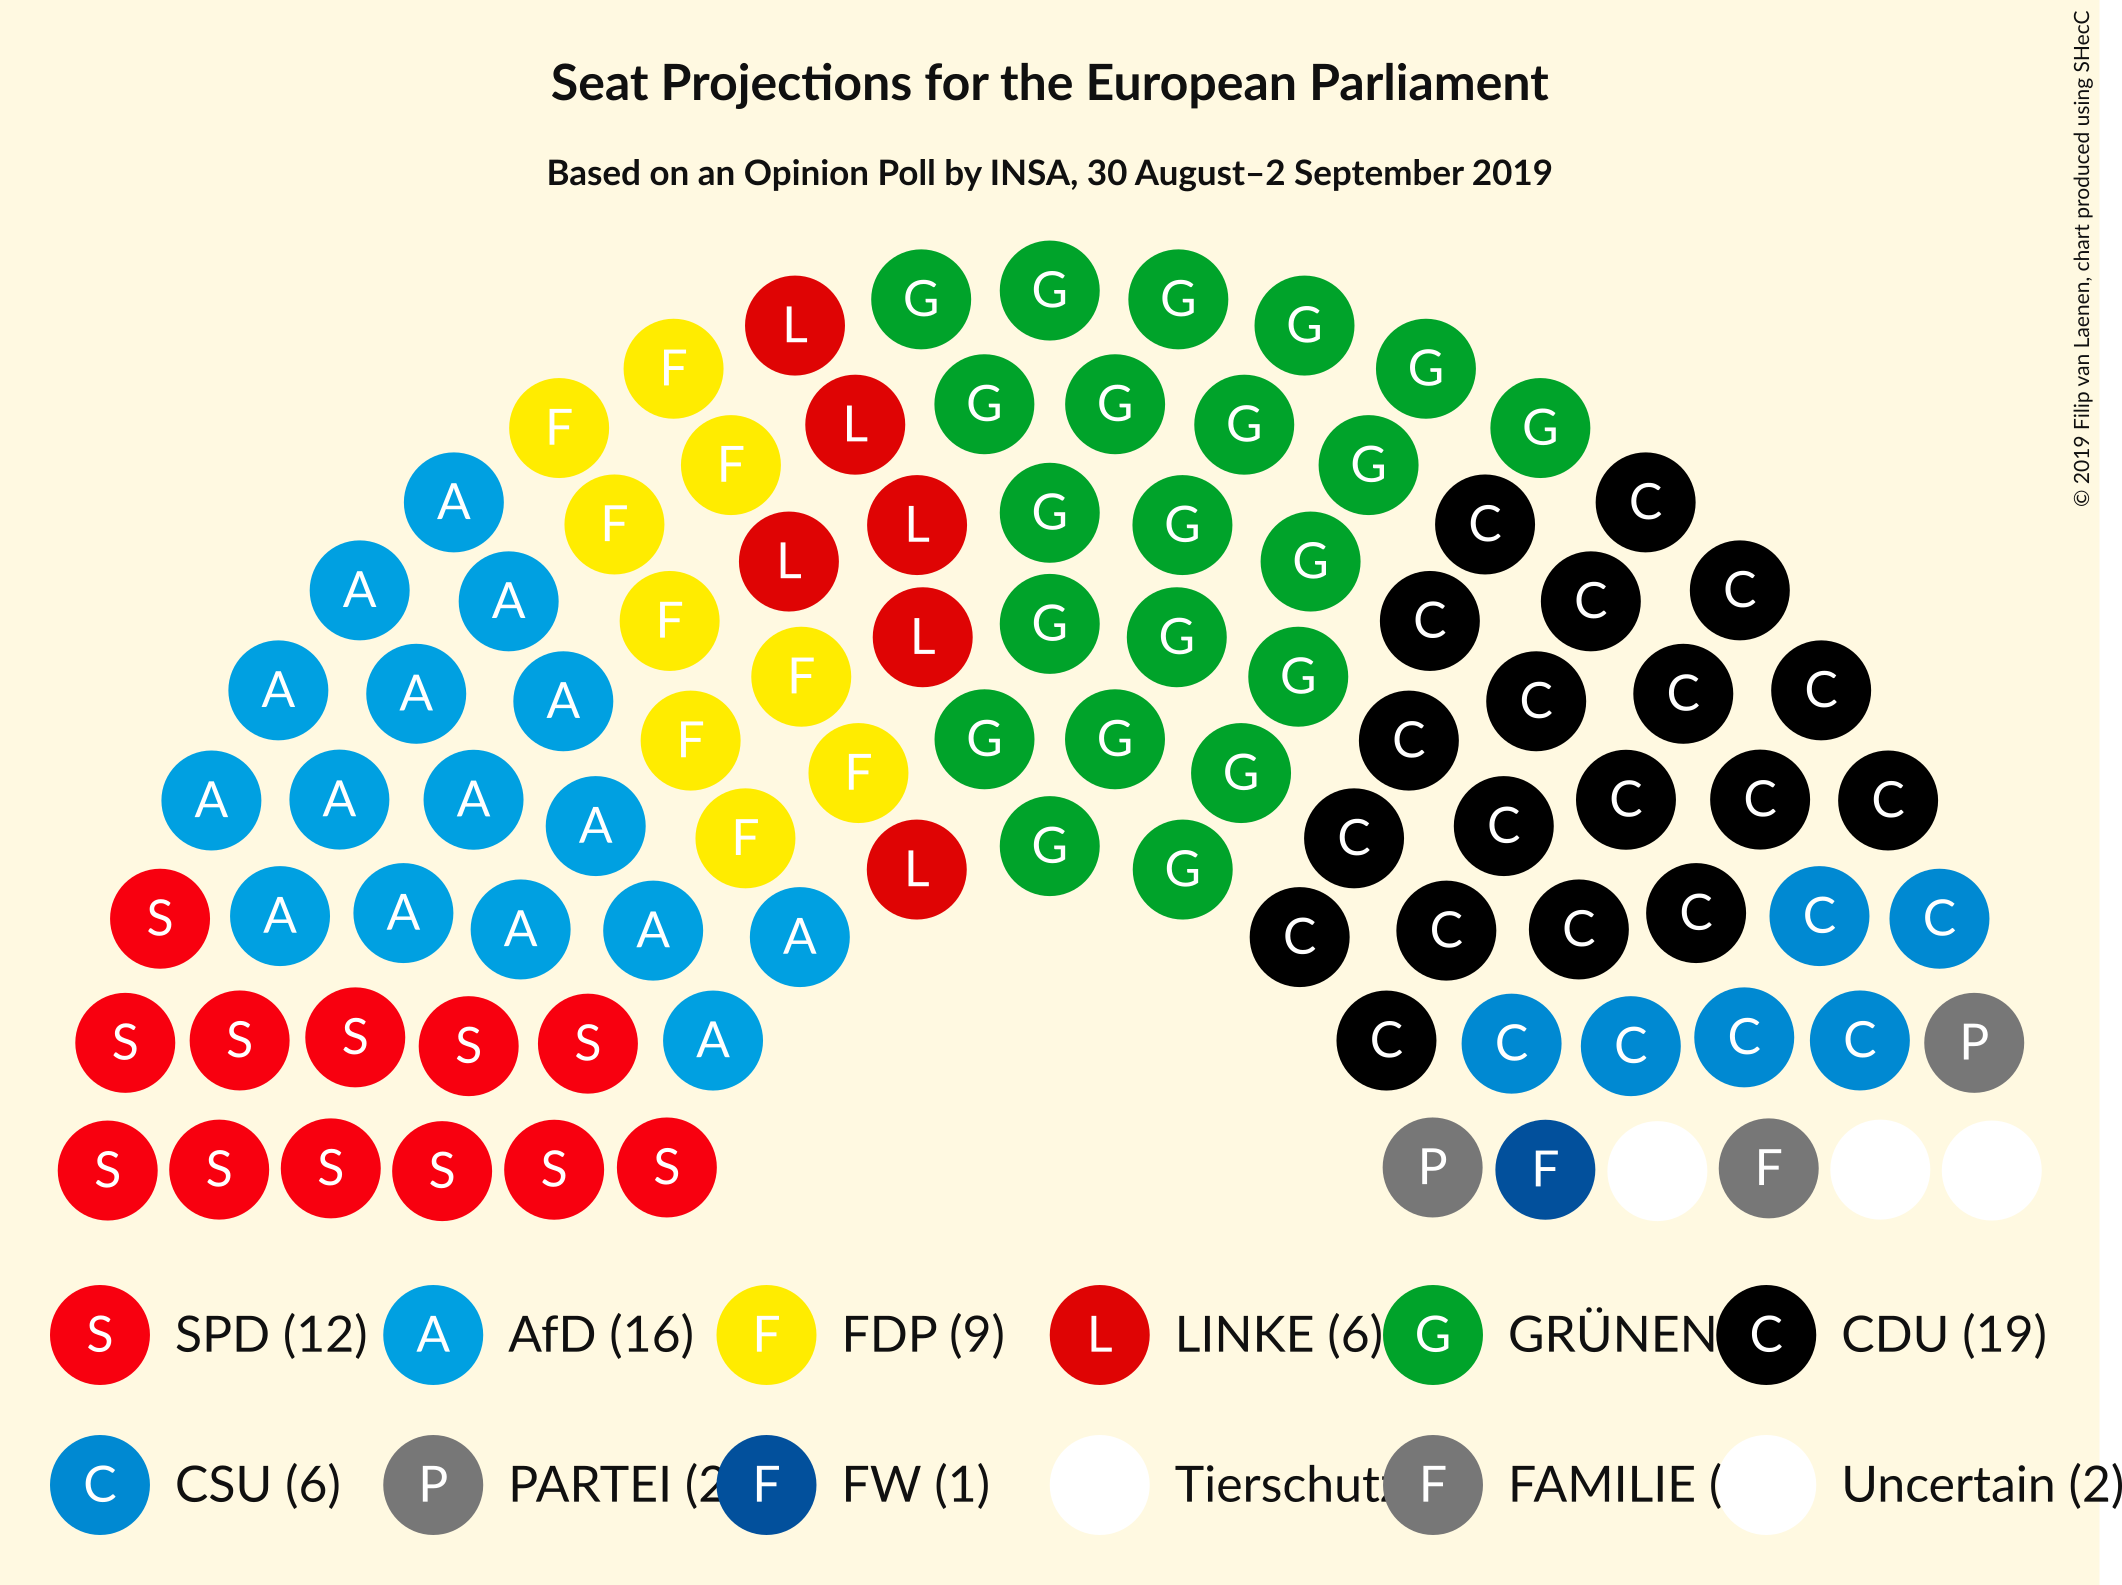 © 2019 Filip van Laenen, chart produced using SHecC
Seat Projections for the European Parliament
Based on an Opinion Poll by INSA, 30 August–2 September 2019
G G G
L G
F G
G G
F L G G
F G
A F L G G C C
A A L G C C
F L G G C
A A A F G C C C
F F G G G C
A A A A F G C C C C C
S A A A A A L G C C C C C C
S S S S S A C C C C C P
S S S S S S P F F
S SPD (12) A AfD (16) F FDP (9) L LINKE (6) G GRÜNEN C CDU (19)
C CSU (6) P PARTEI (2 F FW (1) Tierschutz F FAMILIE ( Uncertain (2)